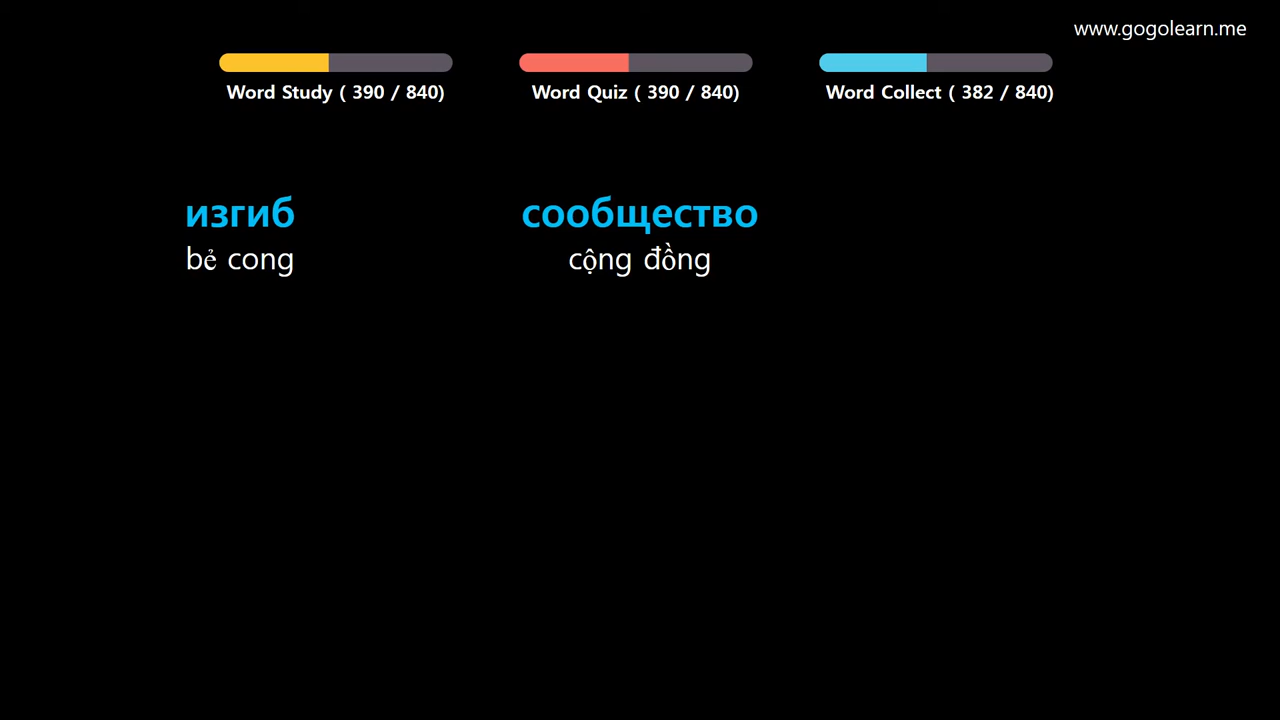 www.gogolearn.me
Word Study ( 390 / 840)
Word Quiz ( 390 / 840)
Word Collect ( 382 / 840)
изгиб
bẻ cong
сообщество
cộng đồng